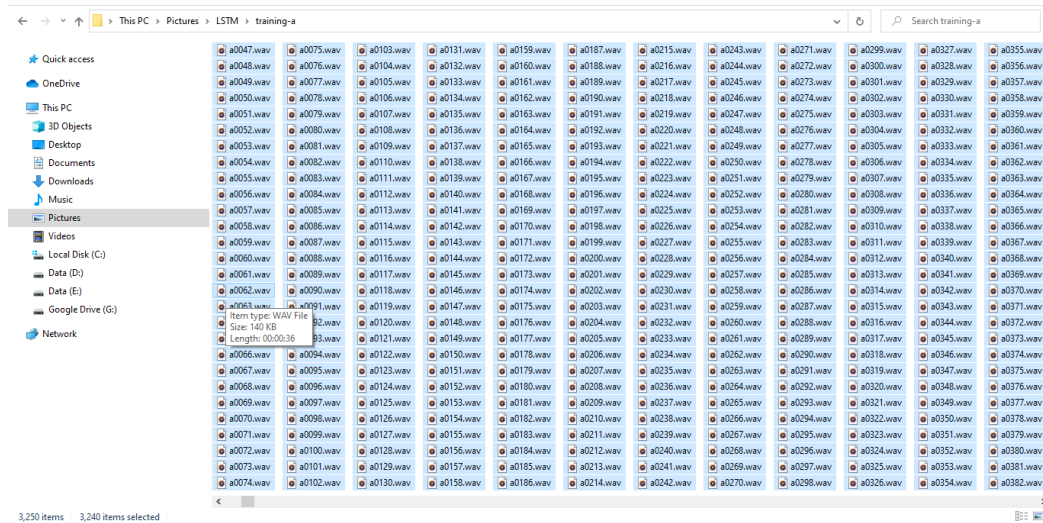 This PC > Pictures > LSTM > training-a
Search training-a
Quick access
OneDrive
This PC
3D Objects
Desktop
Documents
Downloads
Music
Pictures
Videos
Local Disk (C:)
Data (D:)
Data (E:)
Google Drive (G:)
Network
a0047.wav
a0048.wav
a0049.wav
a0050.wav
a0051.wav
a0052.wav
a0053.wav
a0054.wav
a0055.wav
a0056.wav
a0057.wav
a0058.wav
a0059.wav
a0060.wav
a0061.wav
a0062.wav
a0063.wav
Item type: WAV File
Size: 140 KB
Length: 00:00:36
a0066.wav
a0067.wav
a0068.wav
a0069.wav
a0070.wav
a0071.wav
a0072.wav
a0073.wav
a0074.wav
a0075.wav
a0076.wav
a0077.wav
a0078.wav
a0079.wav
a0080.wav
a0081.wav
a0082.wav
a0083.wav
a0084.wav
a0085.wav
a0086.wav
a0087.wav
a0088.wav
a0089.wav
a0090.wav
a0091.wav
92.wav
93.wav
a0094.wav
a0095.wav
a0096.wav
a0097.wav
a0098.wav
a0099.wav
a0100.wav
a0101.wav
a0102.wav
a0103.wav
a0104.wav
a0105.wav
a0106.wav
a0107.wav
a0108.wav
a0109.wav
a0110.wav
a0111.wav
a0112.wav
a0113.wav
a0114.wav
a0115.wav
a0116.wav
a0117.wav
a0118.wav
a0119.wav
a0120.wav
a0121.wav
a0122.wav
a0123.wav
a0124.wav
a0125.wav
a0126.wav
a0127.wav
a0128.wav
a0129.wav
a0130.wav
a0131.wav
a0132.wav
a0133.wav
a0134.wav
a0135.wav
a0136.wav
a0137.wav
a0138.wav
a0139.wav
a0140.wav
a0141.wav
a0142.wav
a0143.wav
a0144.wav
a0145.wav
a0146.wav
a0147.wav
a0148.wav
a0149.wav
a0150.wav
a0151.wav
a0152.wav
a0153.wav
a0154.wav
a0155.wav
a0156.wav
a0157.wav
a0158.wav
a0159.wav
a0160.wav
a0161.wav
a0162.wav
a0163.wav
a0164.wav
a0165.wav
a0166.wav
a0167.wav
a0168.wav
a0169.wav
a0170.wav
a0171.wav
a0172.wav
a0173.wav
a0174.wav
a0175.wav
a0176.wav
a0177.wav
a0178.wav
a0179.wav
a0180.wav
a0181.wav
a0182.wav
a0183.wav
a0184.wav
a0185.wav
a0186.wav
a0187.wav
a0188.wav
a0189.wav
a0190.wav
a0191.wav
a0192.wav
a0193.wav
a0194.wav
a0195.wav
a0196.wav
a0197.wav
a0198.wav
a0199.wav
a0200.wav
a0201.wav
a0202.wav
a0203.wav
a0204.wav
a0205.wav
a0206.wav
a0207.wav
a0208.wav
a0209.wav
a0210.wav
a0211.wav
a0212.wav
a0213.wav
a0214.wav
a0215.wav
a0216.wav
a0217.wav
a0218.wav
a0219.wav
a0220.wav
a0221.wav
a0222.wav
a0223.wav
a0224.wav
a0225.wav
a0226.wav
a0227.wav
a0228.wav
a0229.wav
a0230.wav
a0231.wav
a0232.wav
a0233.wav
a0234.wav
a0235.wav
a0236.wav
a0237.wav
a0238.wav
a0239.wav
a0240.wav
a0241.wav
a0242.wav
a0243.wav
a0244.wav
a0245.wav
a0246.wav
a0247.wav
a0248.wav
a0249.wav
a0250.wav
a0251.wav
a0252.wav
a0253.wav
a0254.wav
a0255.wav
a0256.wav
a0257.wav
a0258.wav
a0259.wav
a0260.wav
a0261.wav
a0262.wav
a0263.wav
a0264.wav
a0265.wav
a0266.wav
a0267.wav
a0268.wav
a0269.wav
a0270.wav
a0271.wav
a0272.wav
a0273.wav
a0274.wav
a0275.wav
a0276.wav
a0277.wav
a0278.wav
a0279.wav
a0280.wav
a0281.wav
a0282.wav
a0283.wav
a0284.wav
a0285.wav
a0286.wav
a0287.wav
a0288.wav
a0289.wav
a0290.wav
a0291.wav
a0292.wav
a0293.wav
a0294.wav
a0295.wav
a0296.wav
a0297.wav
a0298.wav
a0299.wav
a0300.wav
a0301.wav
a0302.wav
a0303.wav
a0304.wav
a0305.wav
a0306.wav
a0307.wav
a0308.wav
a0309.wav
a0310.wav
a0311.wav
a0312.wav
a0313.wav
a0314.wav
a0315.wav
a0316.wav
a0317.wav
a0318.wav
a0319.wav
a0320.wav
a0321.wav
a0322.wav
a0323.wav
a0324.wav
a0325.wav
a0326.wav
a0327.wav
a0328.wav
a0329.wav
a0330.wav
a0331.wav
a0332.wav
a0333.wav
a0334.wav
a0335.wav
a0336.wav
a0337.wav
a0338.wav
a0339.wav
a0340.wav
a0341.wav
a0342.wav
a0343.wav
a0344.wav
a0345.wav
a0346.wav
a0347.wav
a0348.wav
a0349.wav
a0350.wav
a0351.wav
a0352.wav
a0353.wav
a0354.wav
a0355.wav
a0356.wav
a0357.wav
a0358.wav
a0359.wav
a0360.wav
a0361.wav
a0362.wav
a0363.wav
a0364.wav
a0365.wav
a0366.wav
a0367.wav
a0368.wav
a0369.wav
a0370.wav
a0371.wav
a0372.wav
a0373.wav
a0374.wav
a0375.wav
a0376.wav
a0377.wav
a0378.wav
a0379.wav
a0380.wav
a0381.wav
a0382.wav
3,250 items 3,240 items selected